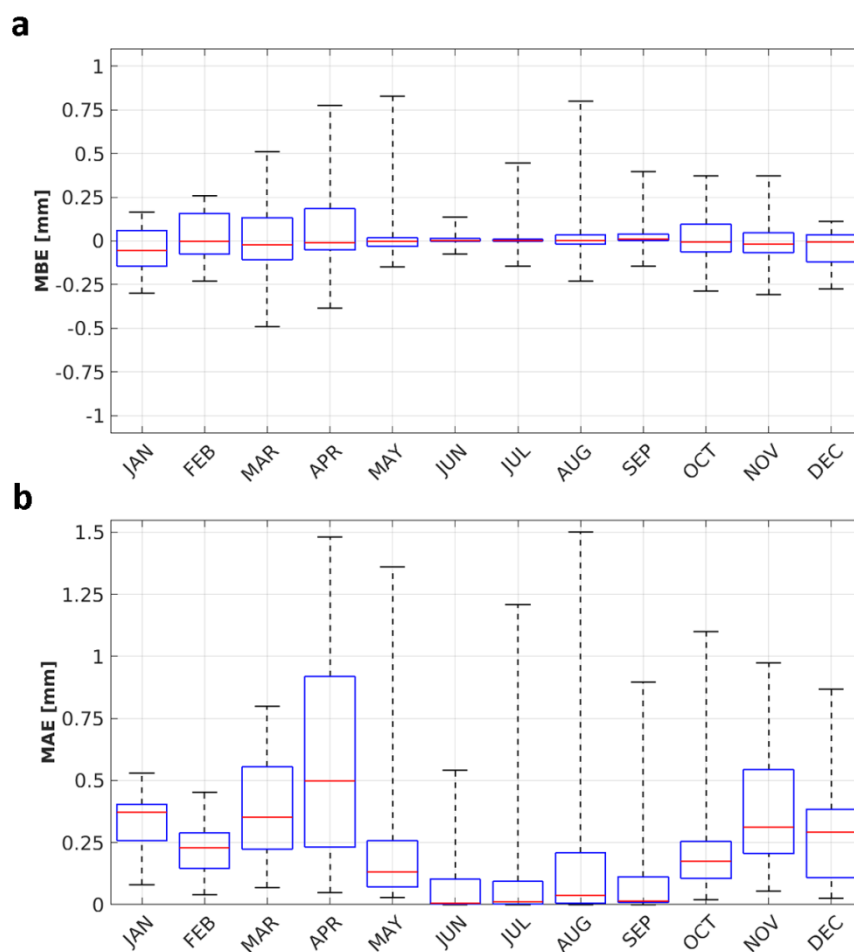 a
MBE [mm]
1
0.75
0.5
0.25
0
-0.25
-0.5
-0.75
-1
JAN FEB MAR APR MAY JUN JUL AUG SEP OCT NOV DEC
b
MAE [mm]
1.5
1.25
1
0.75
0.5
0.25
0
JAN FEB MAR APR MAY JUN JUL AUG SEP OCT NOV DEC